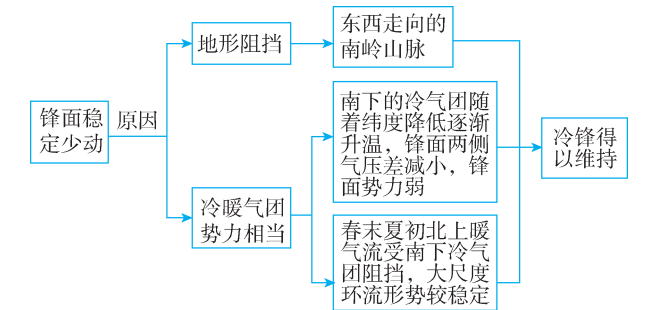 锋面稳
定少动
原因
地形阻挡
东西走向的
南岭山脉
冷暖气团
势力相当
南下的冷气团随
着纬度降低逐渐
升温，锋面两侧
气压差减小，锋
面势力弱
春末夏初北上暖
气流受南下冷气
团阻挡，大尺度
环流形势较稳定
冷锋得
以维持